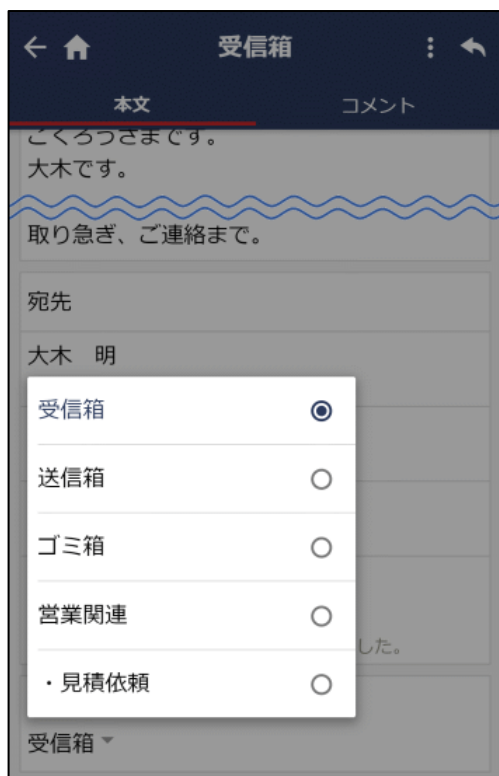 受信箱
本文 コメント
ごくろうさまです。
大木です。
取り急ぎ、ご連絡まで。
宛先
大木　明
受信箱
送信箱
ゴミ箱
営業関連
した。
・見積依頼
受信箱